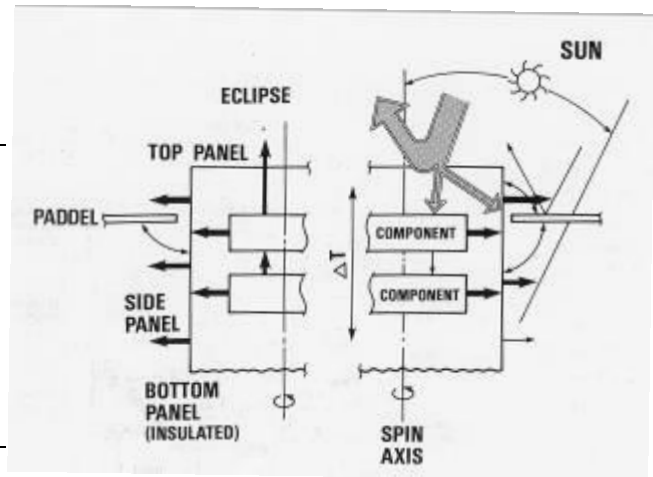 SUN
ECLIPSE
TOP PANEL
PADDEL
COMPONENT
ΔT
COMPONENT
SIDE
PANEL
BOTTOM
PANEL
(INSULATED)
SPIN
AXIS